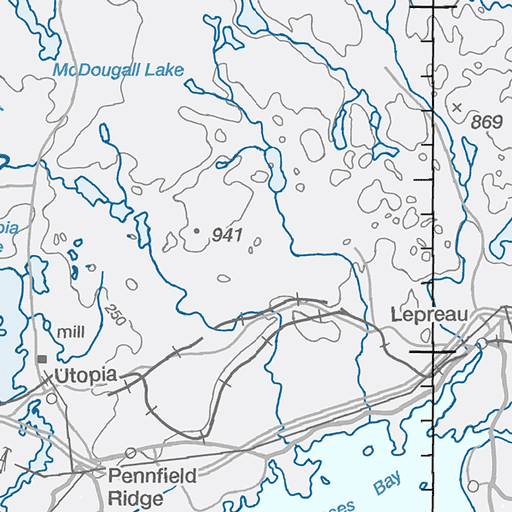 McDougall Lake
869
941
250
Lepreau
mill
Utopia
Pennfield
Ridge
Bay